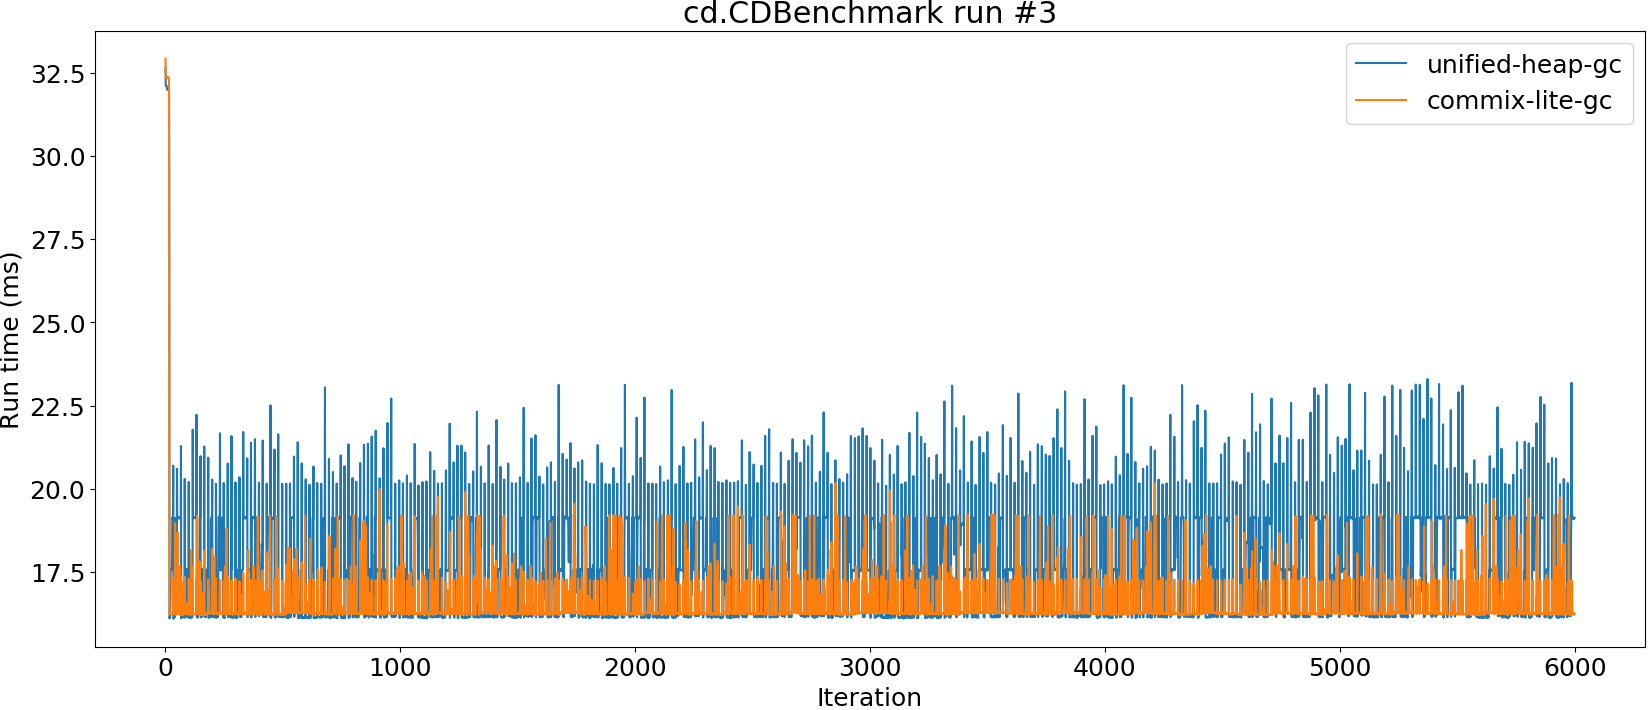 cd.CDBenchmark run #3
unified-heap-gc
commix-lite-gc
Run time (ms)
32.5
30.0
27.5
25.0
22.5
20.0
17.5
0 1000 2000 3000 4000 5000 6000
Iteration